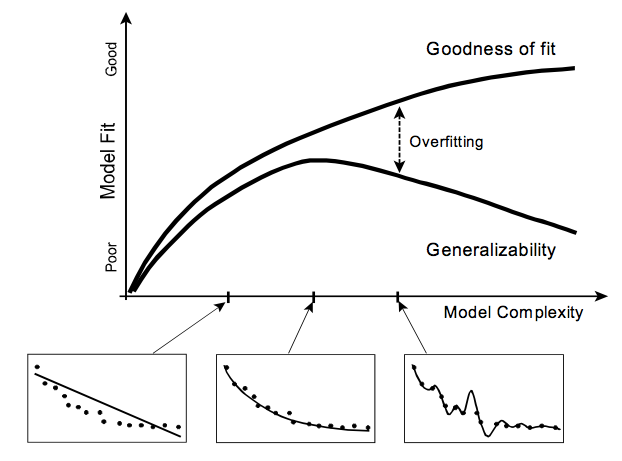 Good
Goodness of fit
Model Fit
Overfitting
Poor
Generalizability
Model Complexity